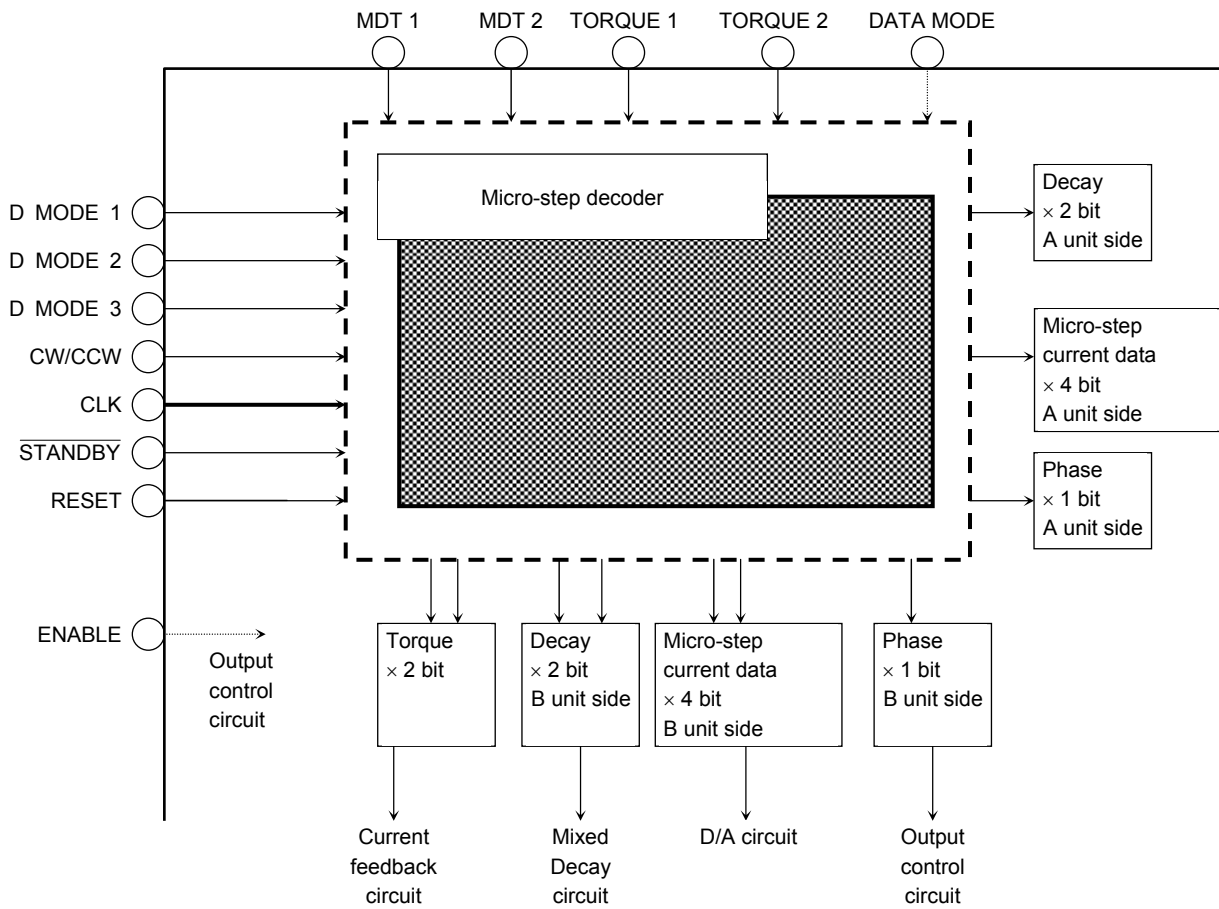 MDT 1 MDT 2 TORQUE 1 TORQUE 2 DATA MODE
Micro-step decoder
D MODE 1
D MODE 2
D MODE 3
CW/CCW
CLK
STANDBY
RESET
ENABLE
Output
control
circuit
Decay
× 2 bit
A unit side
Micro-step
current data
× 4 bit
A unit side
Phase
× 1 bit
A unit side
Torque
× 2 bit
Decay
× 2 bit
B unit side
Micro-step
current data
× 4 bit
B unit side
Phase
× 1 bit
B unit side
Current
feedback
circuit
Mixed
Decay
circuit
D/A circuit
Output
control
circuit